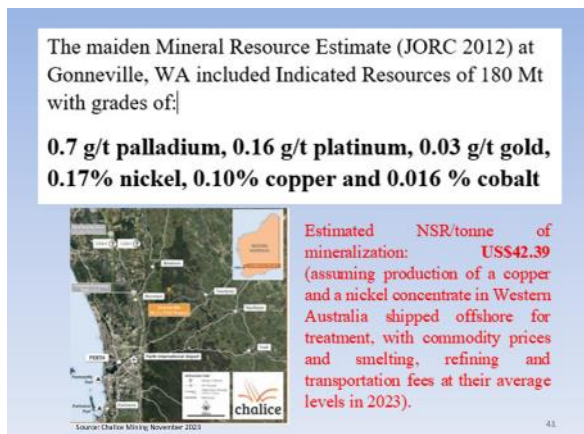 The maiden Mineral Resource Estimate (JORC 2012) at
Gonneville, WA included Indicated Resources of 180 Mt
with grades of:
0.7 g/t palladium, 0.16 g/t platinum, 0.03 g/t gold,
0.17% nickel, 0.10% copper and 0.016 % cobalt
Estimated NSR/tonne of
mineralization: US$42.39
(assuming production of a copper
and a nickel concentrate in Western
Australia shipped offshore for
treatment, with commodity prices
and smelting, refining and
transportation fees at their average
levels in 2023).
PERTH
Perth International Airport
chalice
Source: Chalice Mining November 2023
41